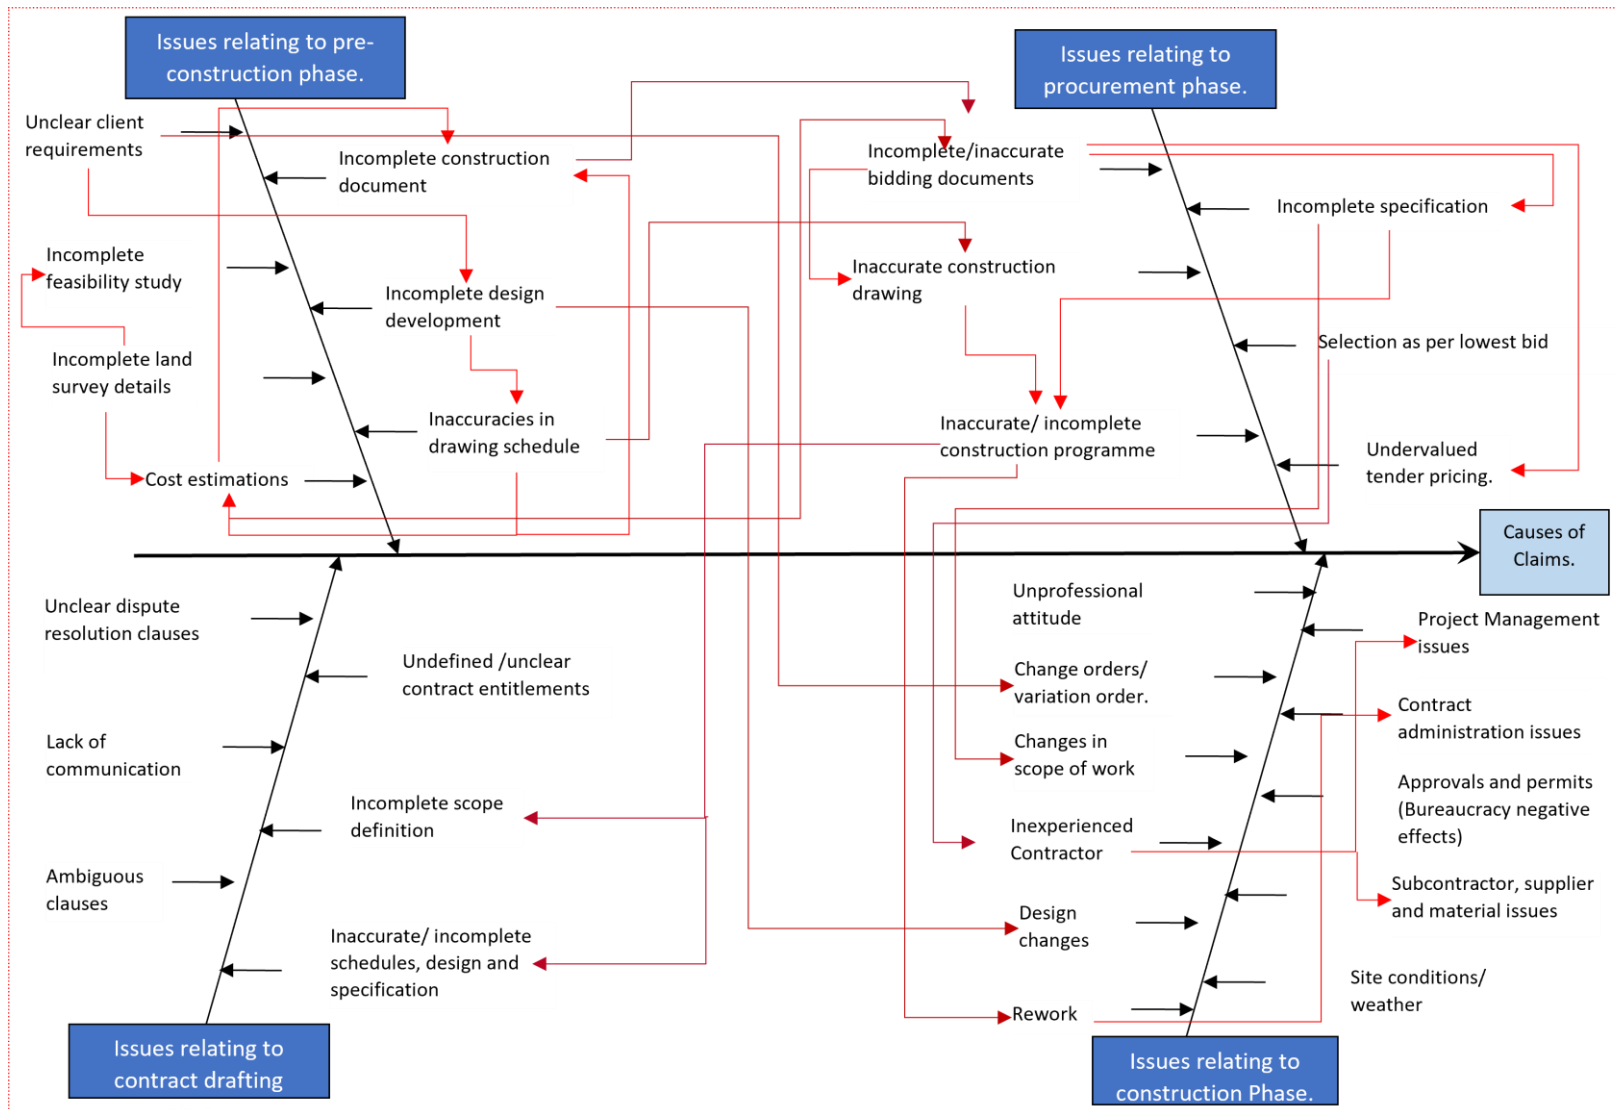 Issues relating to pre-
construction phase.
Issues relating to
procurement phase.
Unclear client
requirements
Incomplete construction
document
Incomplete
feasibility study
Incomplete design
development
Incomplete land
survey details
Inaccuracies in
drawing schedule
Cost estimations
Incomplete/inaccurate
bidding documents
Incomplete specification
Inaccurate construction
drawing
Selection as per lowest bid
Inaccurate/ incomplete
construction programme
Undervalued
tender pricing.
Causes of
Claims.
Unclear dispute
resolution clauses
Undefined /unclear
contract entitlements
Lack of
communication
Incomplete scope
definition
Ambiguous
clauses
Inaccurate/ incomplete
schedules, design and
specification
Issues relating to
contract drafting
Unprofessional
attitude
Project Management
issues
Change orders/
variation order.
Contract
administration issues
Changes in
scope of work
Approvals and permits
(Bureaucracy negative
effects)
Inexperienced
Contractor
Subcontractor, supplier
and material issues
Design
changes
Site conditions/
weather
Rework
Issues relating to
construction Phase.